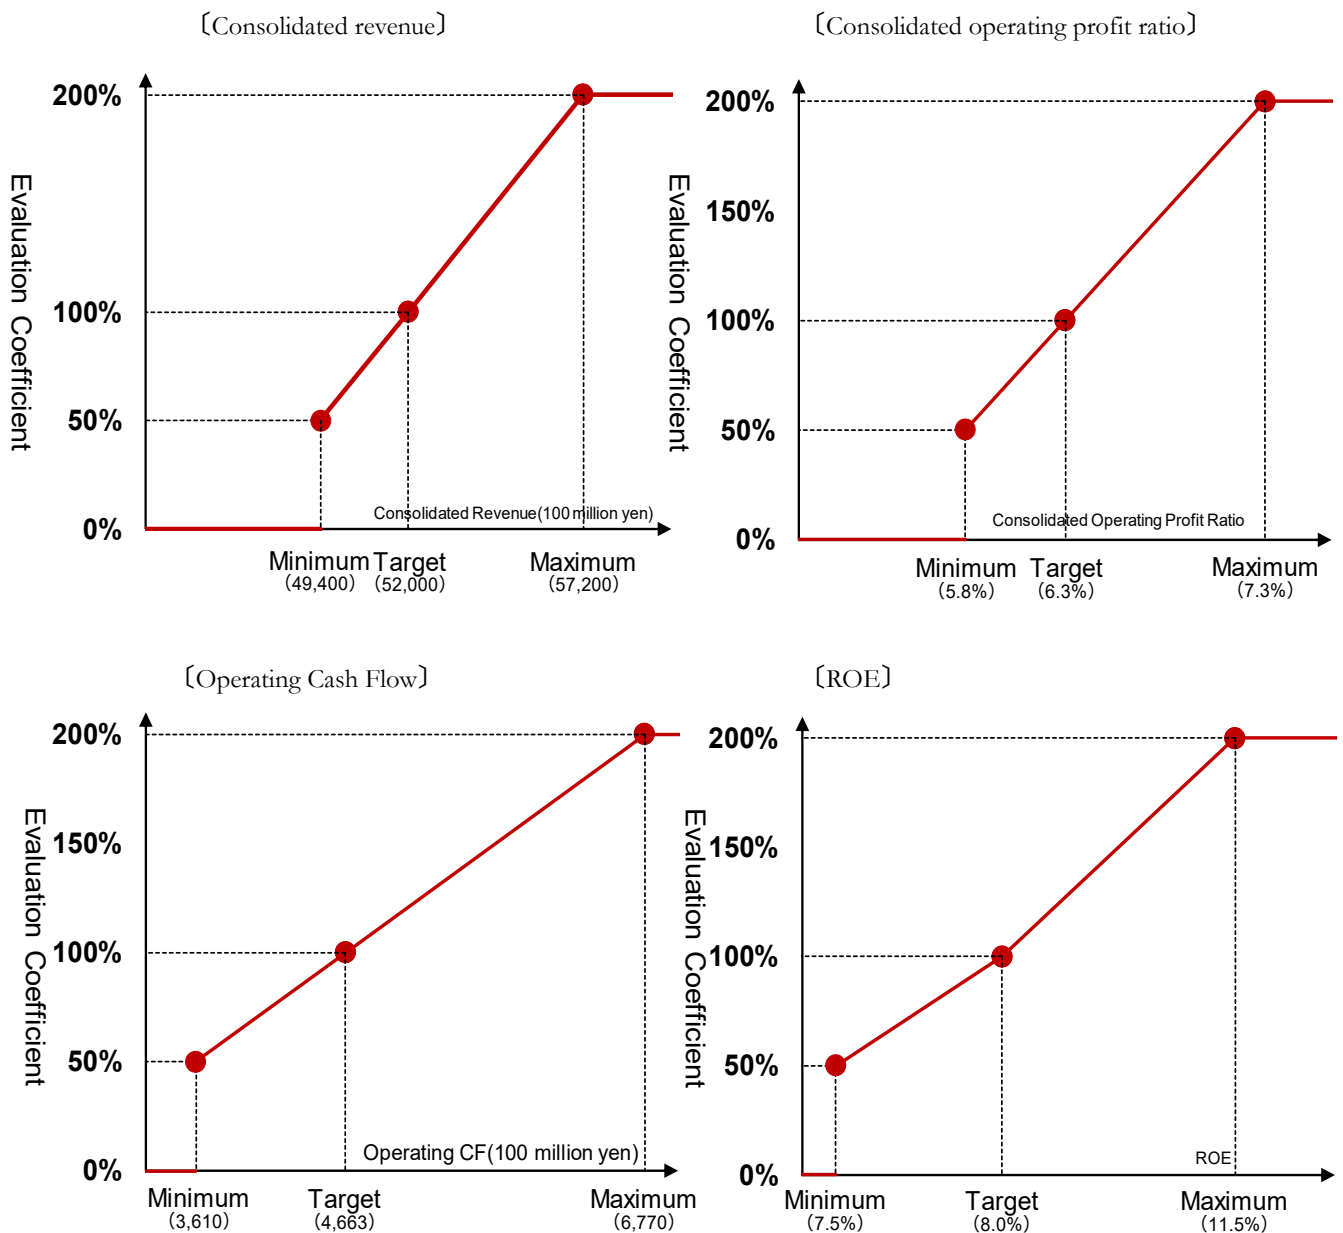 〔Consolidated revenue〕
200%
100%
50%
0%
Evaluation Coefficient
Consolidated Revenue(100 million yen)
Minimum Target Maximum
(49,400) (52,000) (57,200)
〔Consolidated operating profit ratio〕
200%
150%
100%
50%
0%
Evaluation Coefficient
Consolidated Operating Profit Ratio
Minimum Target Maximum
(5.8%) (6.3%) (7.3%)
〔Operating Cash Flow〕
200%
150%
100%
50%
0%
Evaluation Coefficient
Operating CF(100 million yen)
Minimum Target Maximum
(3,610) (4,663) (6,770)
〔ROE〕
200%
150%
100%
50%
0%
Evaluation Coefficient
ROE
Minimum Target Maximum
(7.5%) (8.0%) (11.5%)